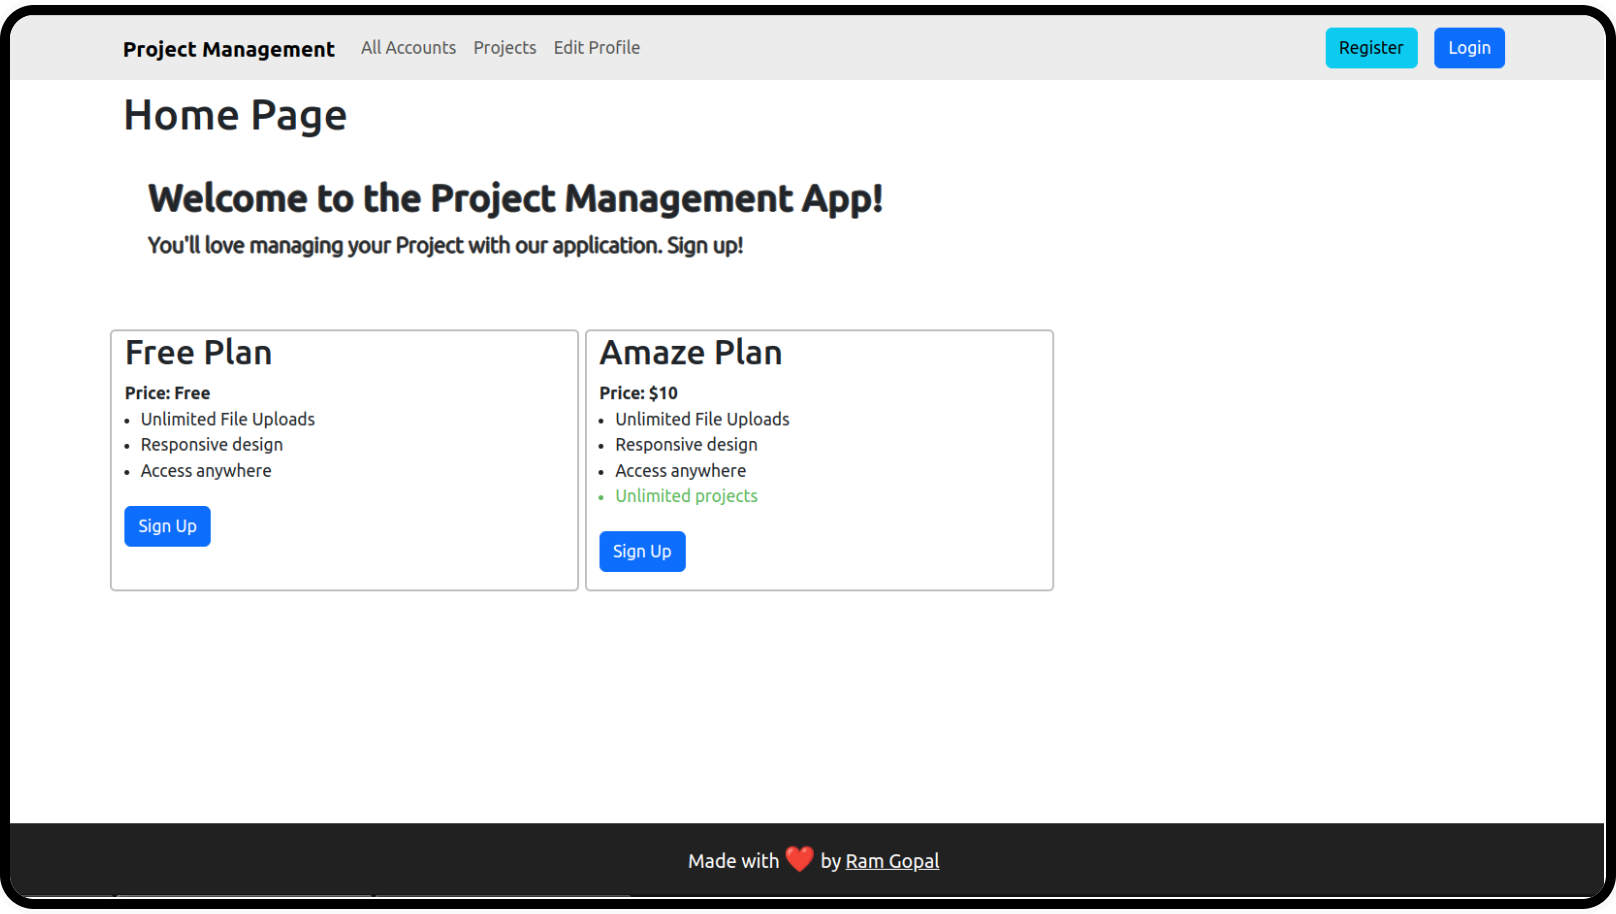 Project Management All Accounts Projects Edit Profile Register Login
Home Page
Welcome to the Project Management App!
You'll love managing your Project with our application. Sign up!
Free Plan
Price: Free
• Unlimited File Uploads
• Responsive design
• Access anywhere
Sign Up
Amaze Plan
Price: $10
• Unlimited File Uploads
• Responsive design
• Access anywhere
• Unlimited projects
Sign Up
Made with ❤️ by Ram Gopal